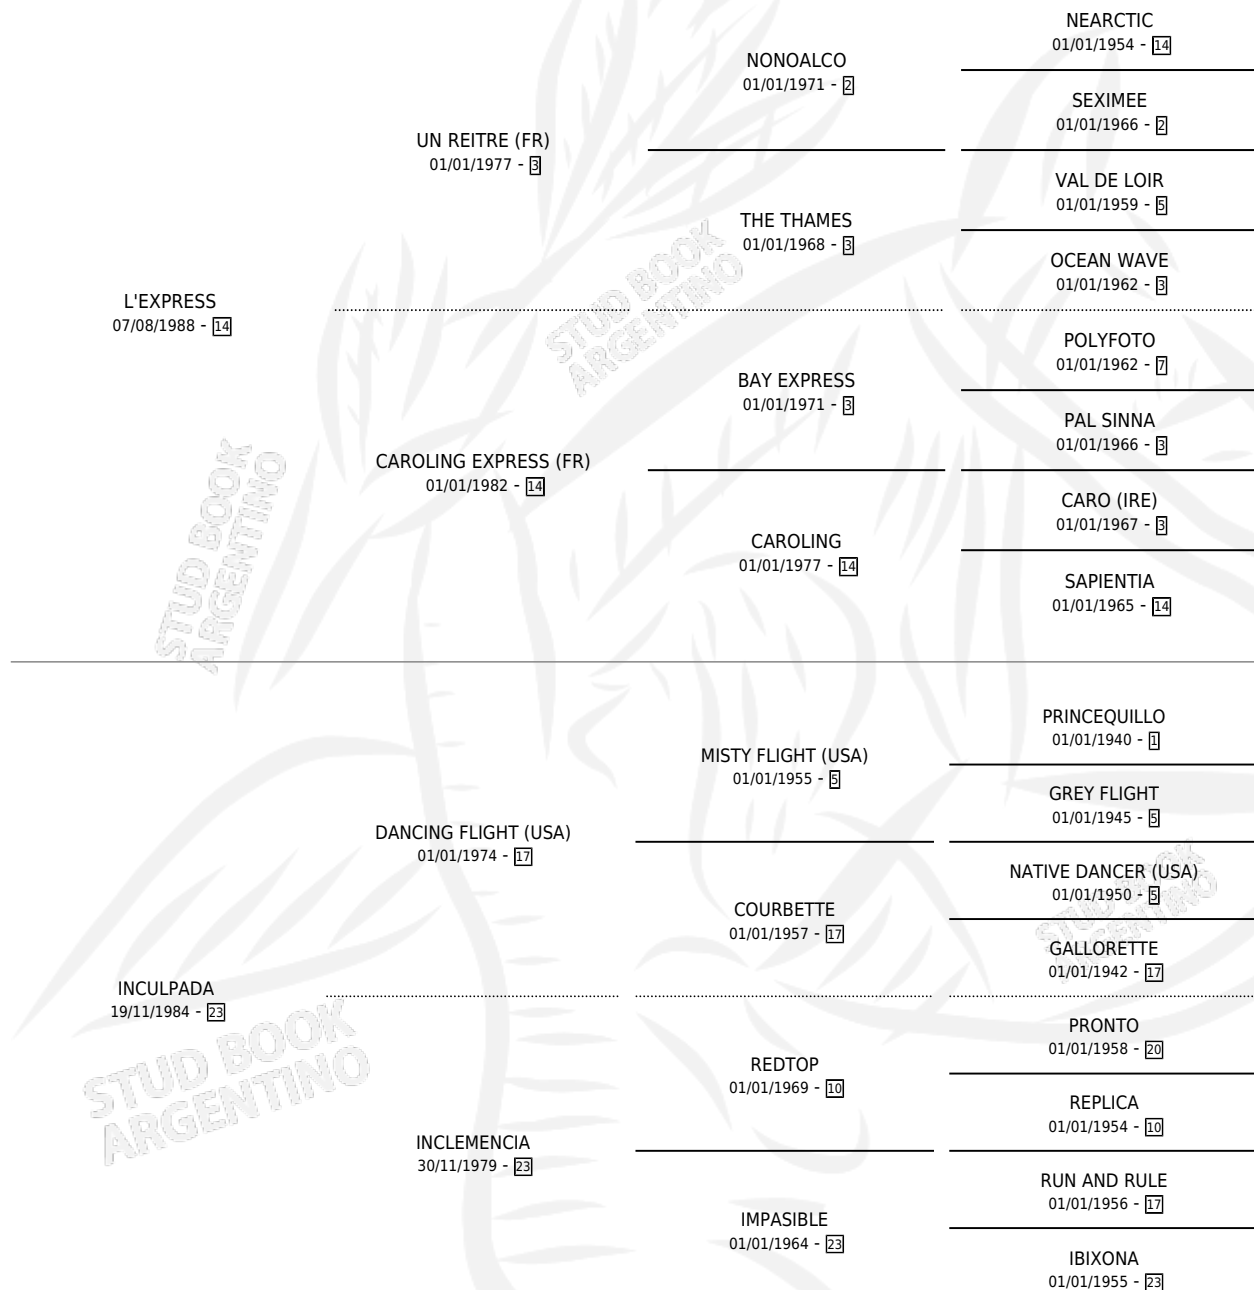 NEARCTIC
01/01/1954 - 14
NONOALCO
01/01/1971 - 2
SEXIMEE
01/01/1966 - 2
UN REITRE (FR)
01/01/1977 - 3
VAL DE LOIR
01/01/1959 - 5
THE THAMES
01/01/1968 - 3
OCEAN WAVE
01/01/1962 - 3
L'EXPRESS
07/08/1988 - 14
POLYFOTO
01/01/1962 - 7
BAY EXPRESS
01/01/1971 - 3
PAL SINNA
01/01/1966 - 3
CAROLING EXPRESS (FR)
01/01/1982 - 14
CARO (IRE)
01/01/1967 - 3
CAROLING
01/01/1977 - 14
SAPIENTIA
01/01/1965 - 14
STUD BOOK
ARGENTINO
STUD BOOK
ARGENTINO
PRINCEQUILLO
01/01/1940 - 1
MISTY FLIGHT (USA)
01/01/1955 - 5
GREY FLIGHT
01/01/1945 - 5
DANCING FLIGHT (USA)
01/01/1974 - 17
NATIVE DANCER (USA)
01/01/1950 - 5
COURBETTE
01/01/1957 - 17
GALLORETTE
01/01/1942 - 17
INCULPADA
19/11/1984 - 23
PRONTO
01/01/1958 - 20
REDTOP
01/01/1969 - 10
REPLICA
01/01/1954 - 10
INCLEMENCIA
30/11/1979 - 23
RUN AND RULE
01/01/1956 - 17
IMPASIBLE
01/01/1964 - 23
IBIXONA
01/01/1955 - 23
STUD BOOK
ARGENTINO
STUD BOOK
ARGENTINO